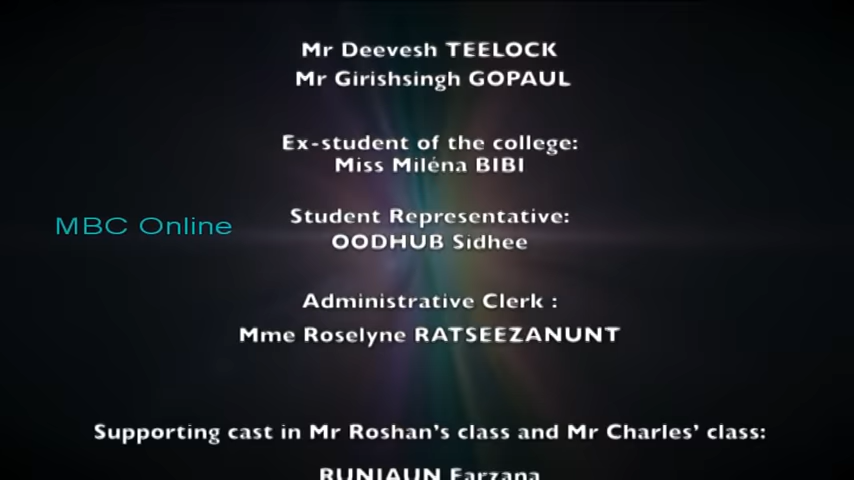 Mr Deevesh TEELOCK
Mr Girishsingh GOPAUL
Ex-student of the college:
Miss Miléna BIBI
Student Representative:
MBC Online
OODHUB Sidhee
Administrative Clerk :
Mme Roselyne RATSEEZANUNT
Supporting cast in Mr Roshan's class and Mr Charles' class:
RUNJAUN Farzana